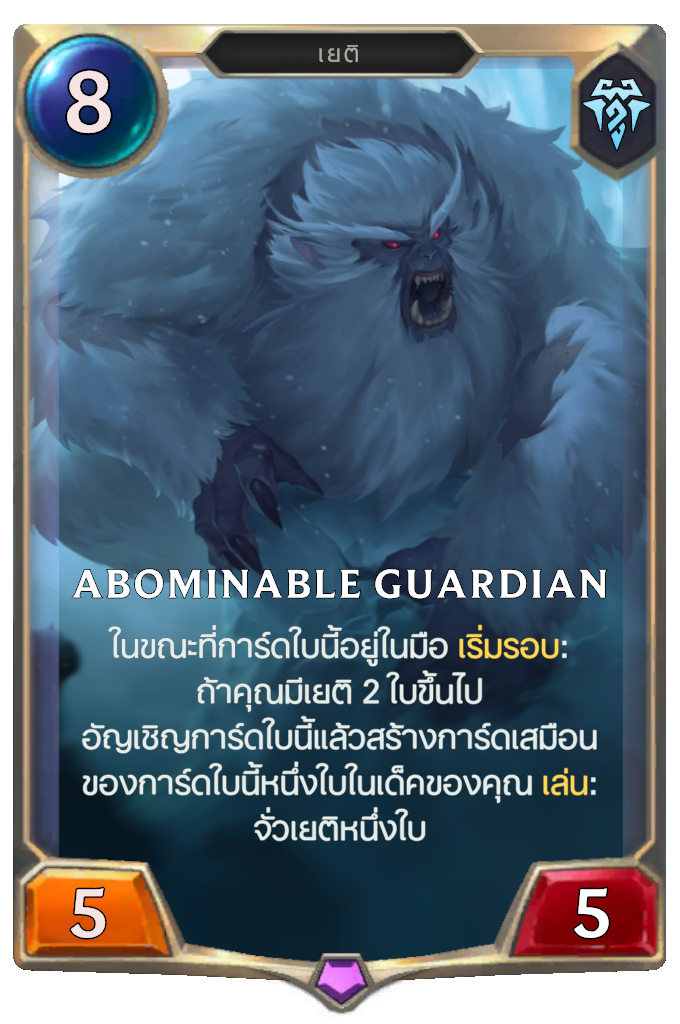 8
เยติ
ABOMINABLE GUARDIAN
ในขณะที่การ์ดใบนี้อยู่ในมือ เริ่มรอบ:
ถ้าคุณมีเยติ 2 ใบขึ้นไป
อัญเชิญการ์ดใบนี้แล้วสร้างการ์ดเสมือน
ของการ์ดใบนี้หนึ่งใบในเด็คของคุณ เล่น:
จั่วเยติหนึ่งใบ
5
5